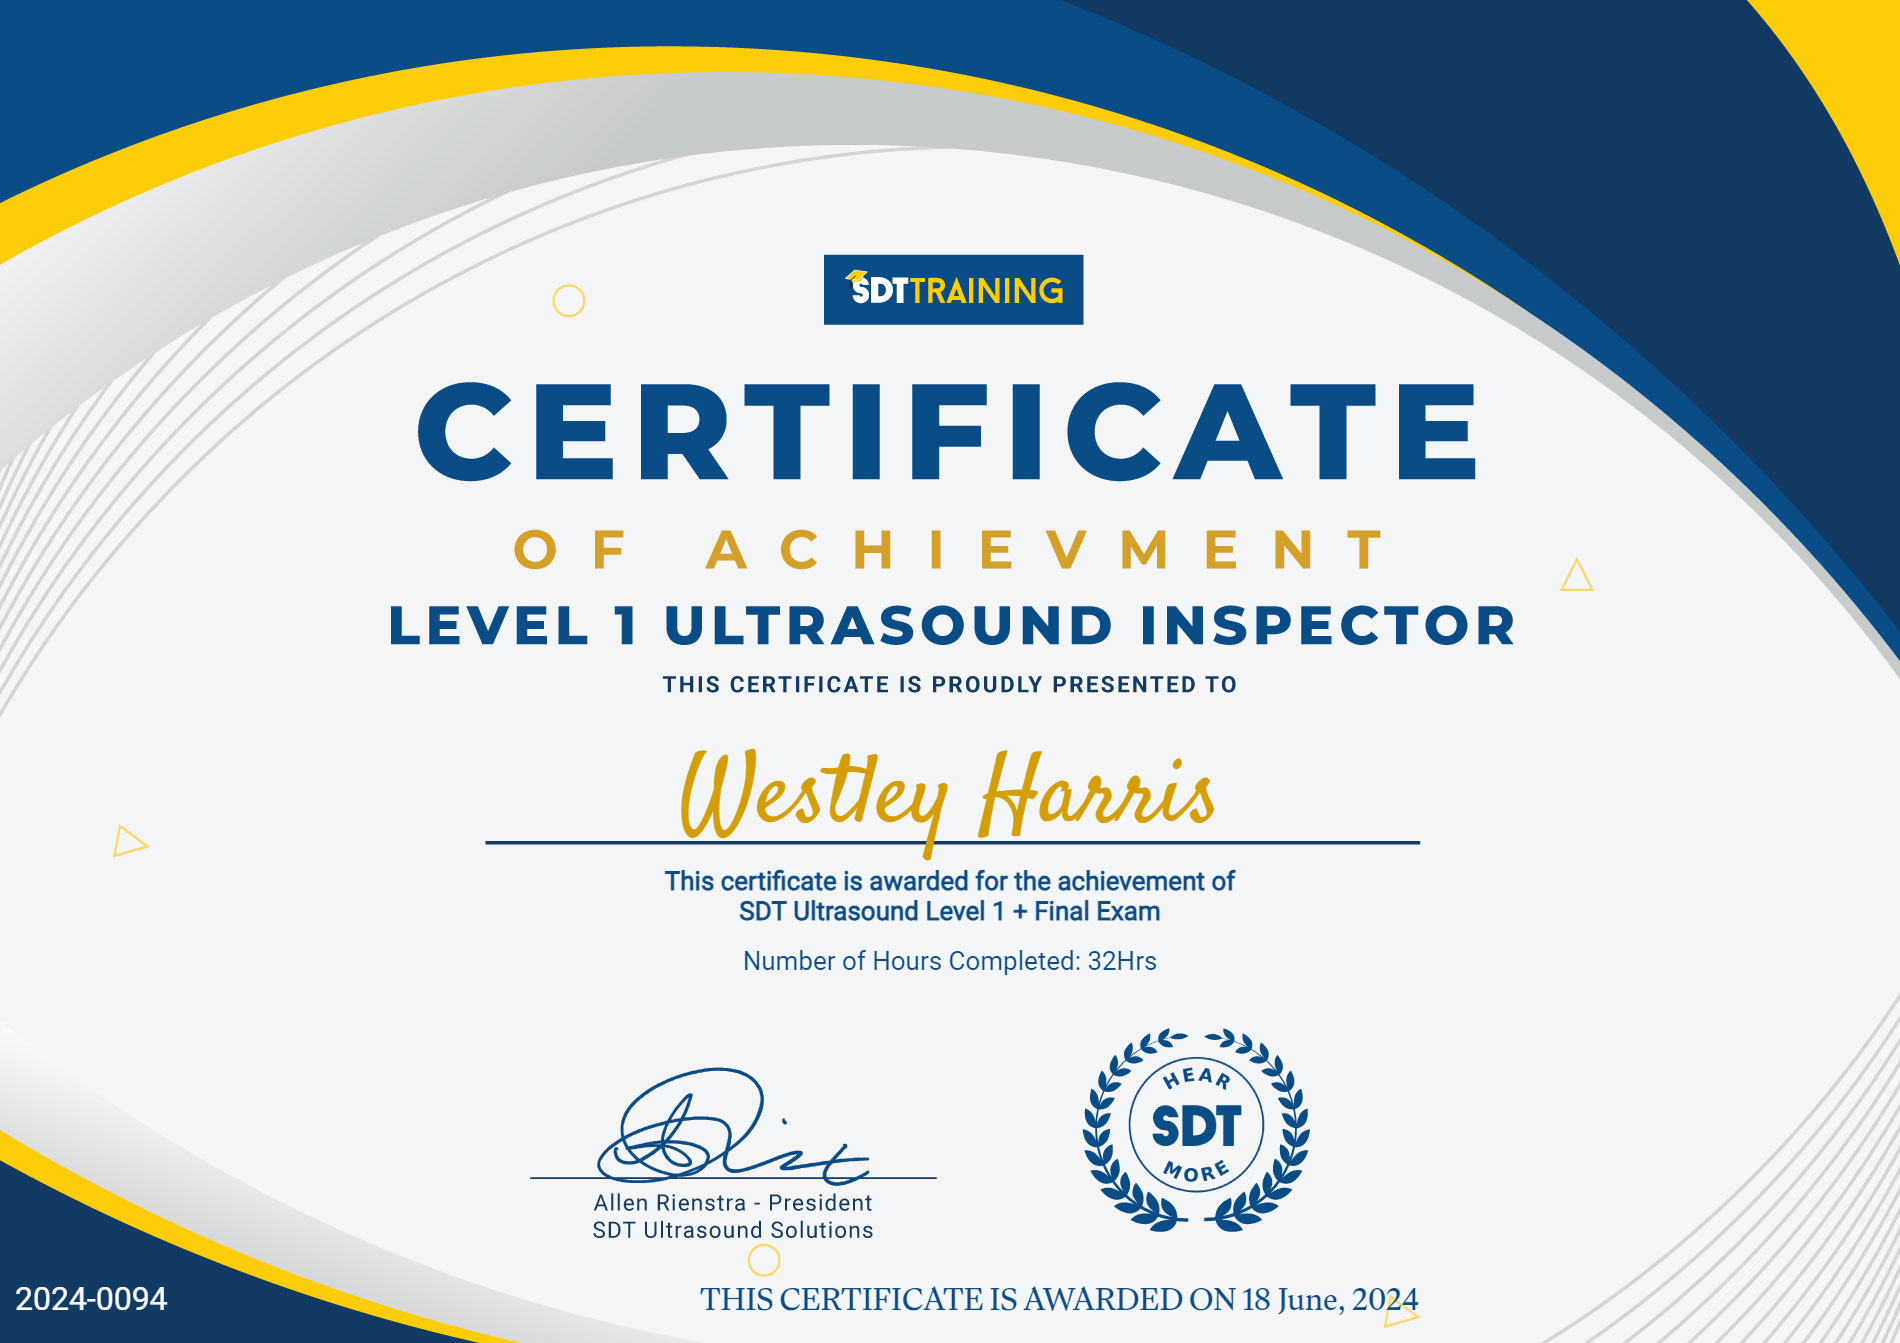 SDTTRAINING
CERTIFICATE
OF ACHIEVMENT
LEVEL 1 ULTRASOUND INSPECTOR
THIS CERTIFICATE IS PROUDLY PRESENTED TO
Westley Harris
This certificate is awarded for the achievement of
SDT Ultrasound Level 1 + Final Exam
Number of Hours Completed: 32Hrs
HEAR
SDT
MORE
Allen Rienstra - President
SDT Ultrasound Solutions
2024-0094
THIS CERTIFICATE IS AWARDED ON 18 June, 2024